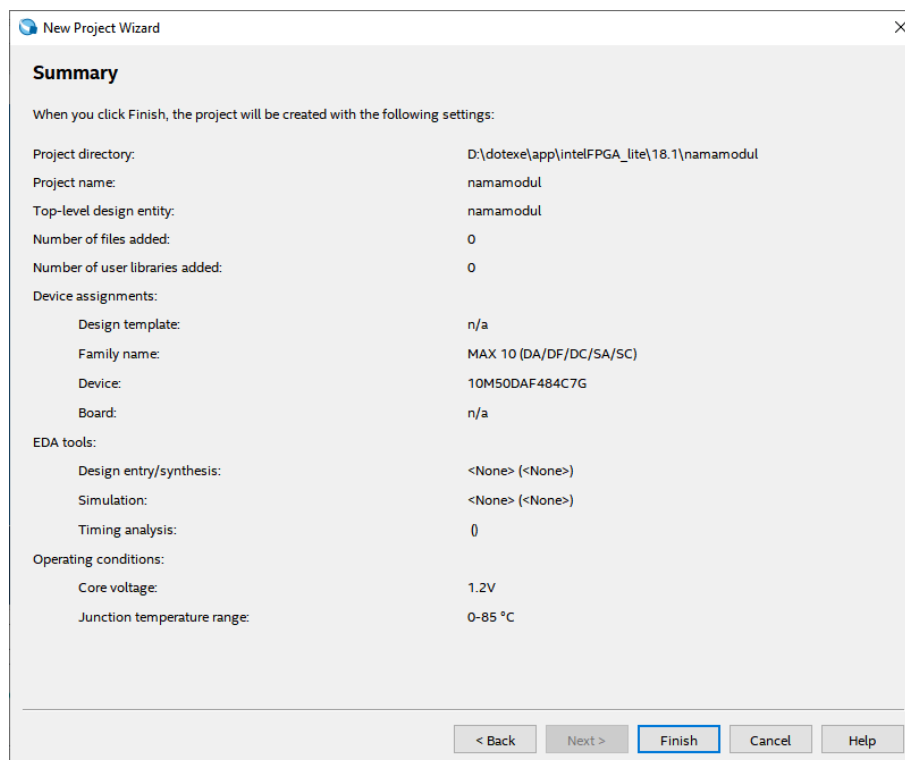 New Project Wizard
Summary
When you click Finish, the project will be created with the following settings:
Project directory: D:\dotexe\app\intelFPGA_lite\18.1\namamodul
Project name: namamodul
Top-level design entity: namamodul
Number of files added: 0
Number of user libraries added: 0
Device assignments:
Design template: n/a
Family name: MAX 10 (DA/DF/DC/SA/SC)
Device: 10M50DAF484C7G
Board: n/a
EDA tools:
Design entry/synthesis: <None> (<None>)
Simulation: <None> (<None>)
Timing analysis: ()
Operating conditions:
Core voltage: 1.2V
Junction temperature range: 0-85 °C
< Back Next > Finish Cancel Help